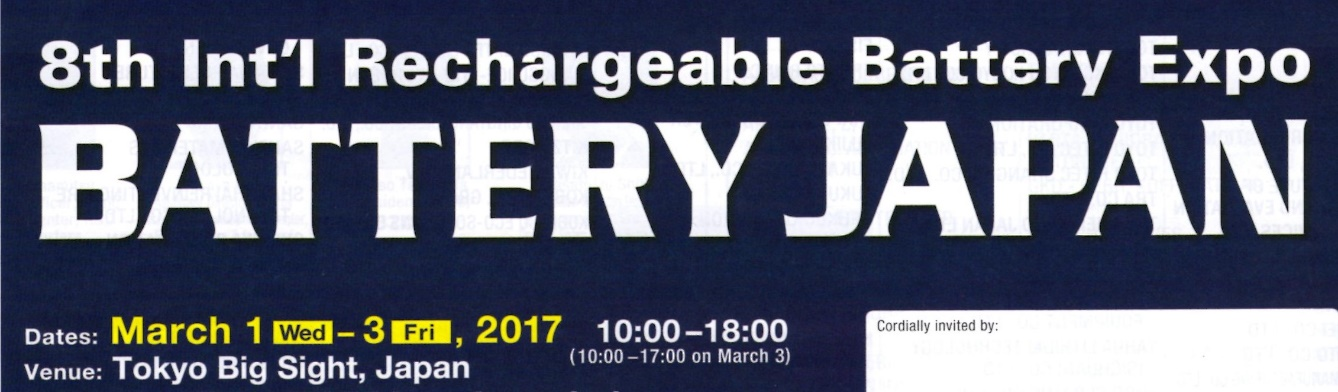 8th Int'l Rechargeable Battery Expo
BATTERY JAPAN
Dates: March 1 Wed – 3 Fri, 2017 10:00–18:00
(10:00–17:00 on March 3)
Venue: Tokyo Big Sight, Japan
Cordially invited by: